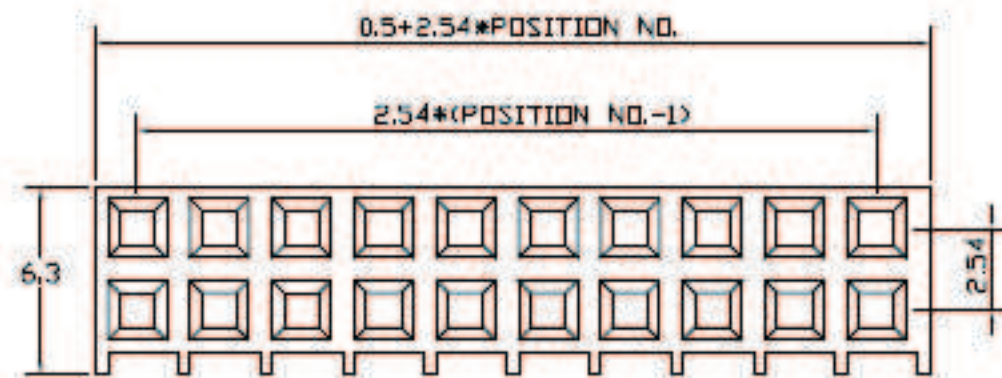 0.5+2.54*POSITION NO.
2.54*(POSITION NO.-1)
6.3
2.54